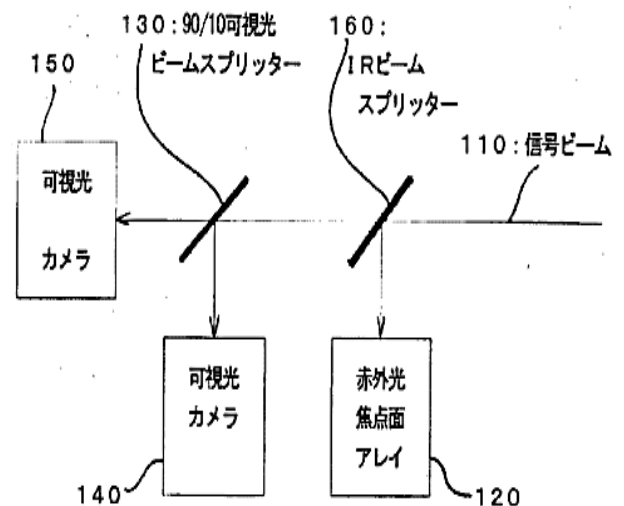 130:90/10可視光
ビームスプリッター
160:
IRビーム
スプリッター
150
110:信号ビーム
可視光
カメラ
可視光
カメラ
赤外光
焦点面
アレイ
140
120